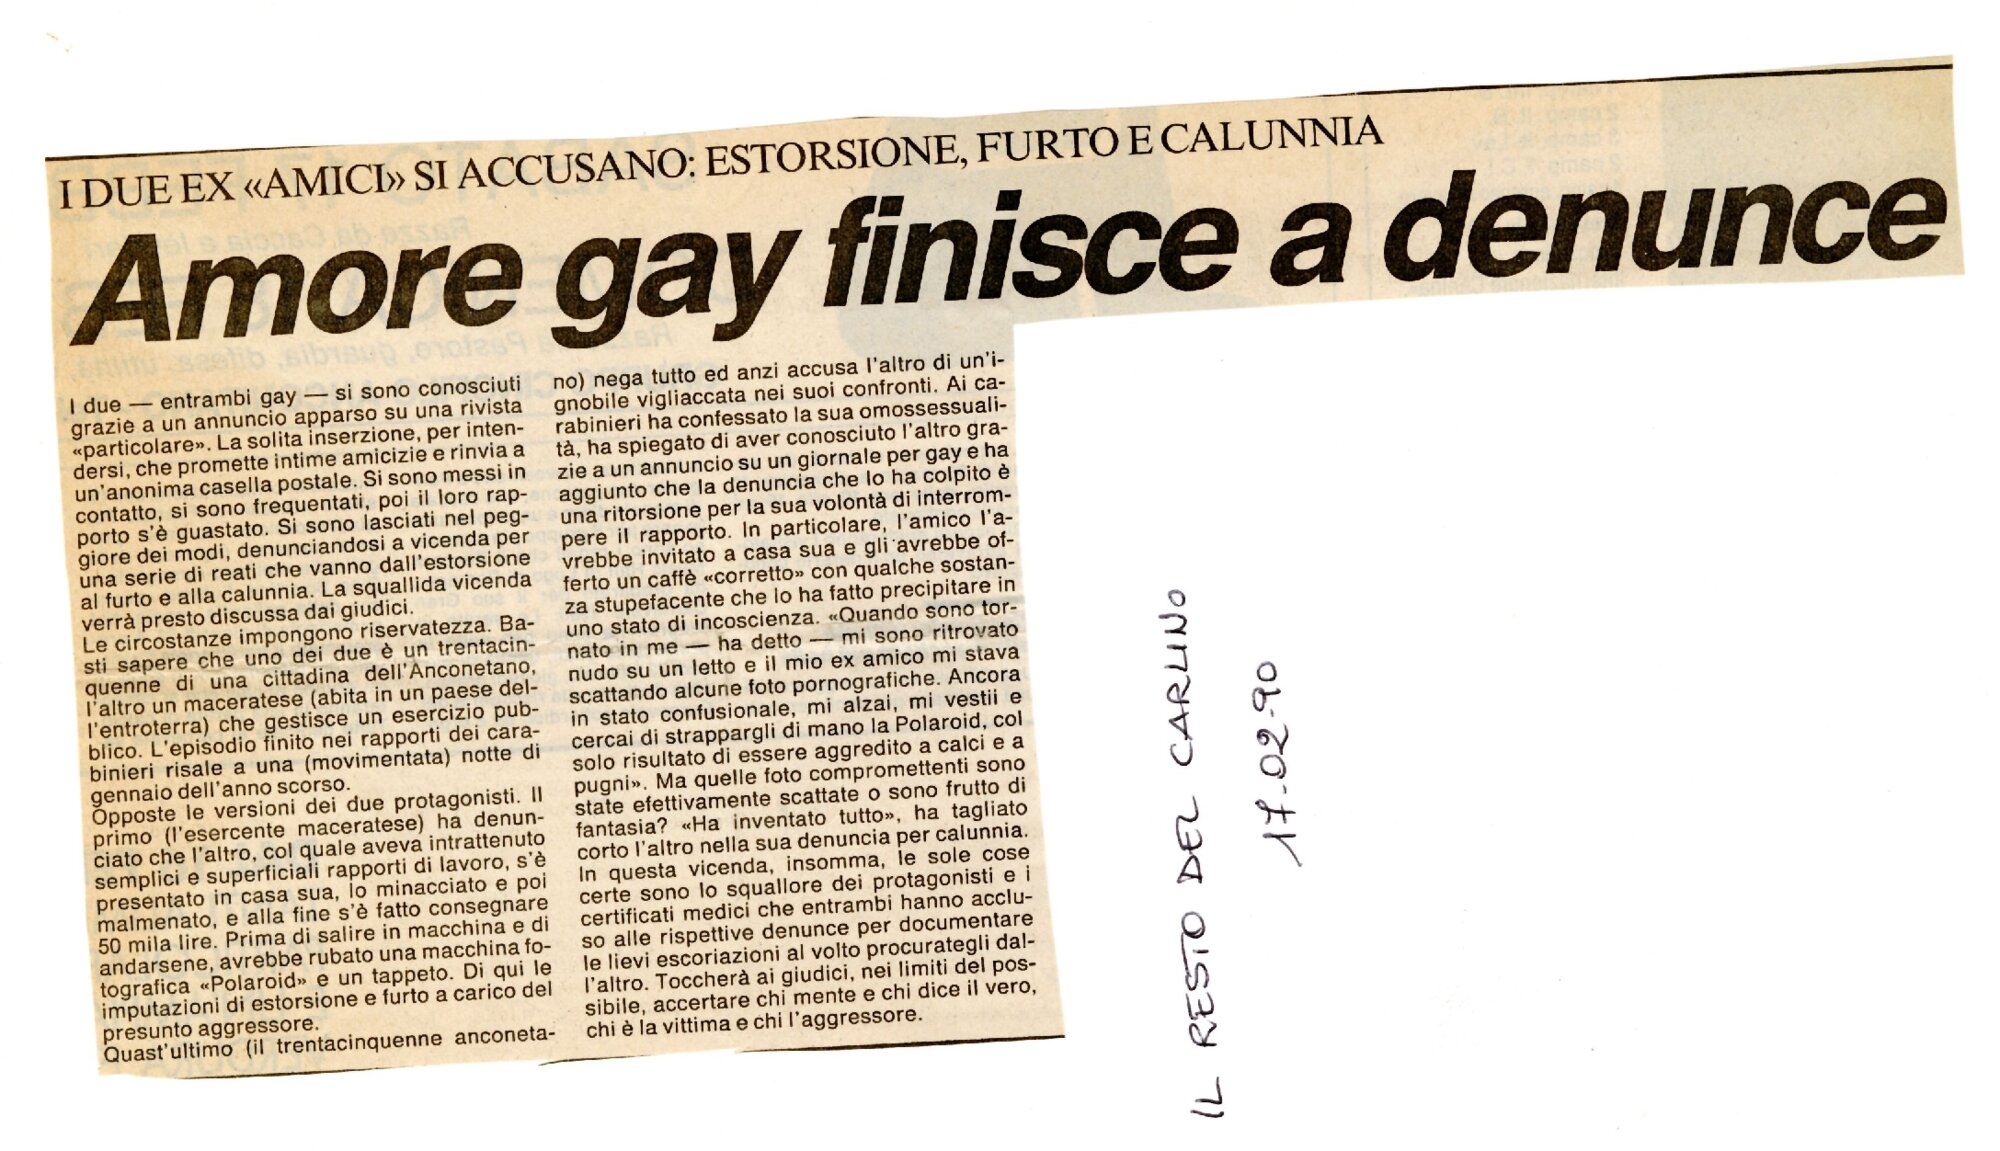 I DUE EX «AMICI» SI ACCUSANO: ESTORSIONE, FURTO E CALUNNIA
Amore gay finisce a denunce
I due — entrambi gay — si sono conosciuti
grazie a un annuncio apparso su una rivista
«particolare». La solita inserzione, per inten-
dersi, che promette intime amicizie e rinvia a
un'anonima casella postale. Si sono messi in
contatto, si sono frequentati, poi il loro rap-
porto s'è guastato. Si sono lasciati nel peg-
giore dei modi, denunciandosi a vicenda per
una serie di reati che vanno dall'estorsione
al furto e alla calunnia. La squallida vicenda
verrà presto discussa dai giudici.
Le circostanze impongono riservatezza. Ba-
sti sapere che uno dei due è un trentacin-
quenne di una cittadina dell'Anconetano,
l'altro un maceratese (abita in un paese del-
l'entroterra) che gestisce un esercizio pub-
blico. L'episodio finito nei rapporti dei cara-
binieri risale a una (movimentata) notte di
gennaio dell'anno scorso.
Opposte le versioni dei due protagonisti. Il
primo (l'esercente maceratese) ha denun-
ciato che l'altro, col quale aveva intrattenuto
semplici e superficiali rapporti di lavoro, s'è
presentato in casa sua, lo minacciato e poi
malmenato, e alla fine s'è fatto consegnare
50 mila lire. Prima di salire in macchina e di
andarsene, avrebbe rubato una macchina fo-
tografica «Polaroid» e un tappeto. Di qui le
imputazioni di estorsione e furto a carico del
presunto aggressore.
Quast'ultimo (il trentacinquenne anconeta-
no) nega tutto ed anzi accusa l'altro di un'i-
gnobile vigliaccata nei suoi confronti. Ai ca-
rabinieri ha confessato la sua omossessuali-
tà, ha spiegato di aver conosciuto l'altro gra-
zie a un annuncio su un giornale per gay e ha
aggiunto che la denuncia che lo ha colpito è
una ritorsione per la sua volontà di interrom-
pere il rapporto. In particolare, l'amico l'a-
vrebbe invitato a casa sua e gli avrebbe of-
ferto un caffè «corretto» con qualche sostan-
za stupefacente che lo ha fatto precipitare in
uno stato di incoscienza. «Quando sono tor-
nato in me — ha detto — mi sono ritrovato
nudo su un letto e il mio ex amico mi stava
scattando alcune foto pornografiche. Ancora
in stato confusionale, mi alzai, mi vestii e
cercai di strappargli di mano la Polaroid, col
solo risultato di essere aggredito a calci e a
pugni». Ma quelle foto compromettenti sono
state efettivamente scattate o sono frutto di
fantasia? «Ha inventato tutto», ha tagliato
corto l'altro nella sua denuncia per calunnia.
In questa vicenda, insomma, le sole cose
certe sono lo squallore dei protagonisti e i
certificati medici che entrambi hanno acclu-
so alle rispettive denunce per documentare
le lievi escoriazioni al volto procurategli dal-
l'altro. Toccherà ai giudici, nei limiti del pos-
sibile, accertare chi mente e chi dice il vero,
chi è la vittima e chi l'aggressore.
IL RESTO DEL CARLINO
17-02-90